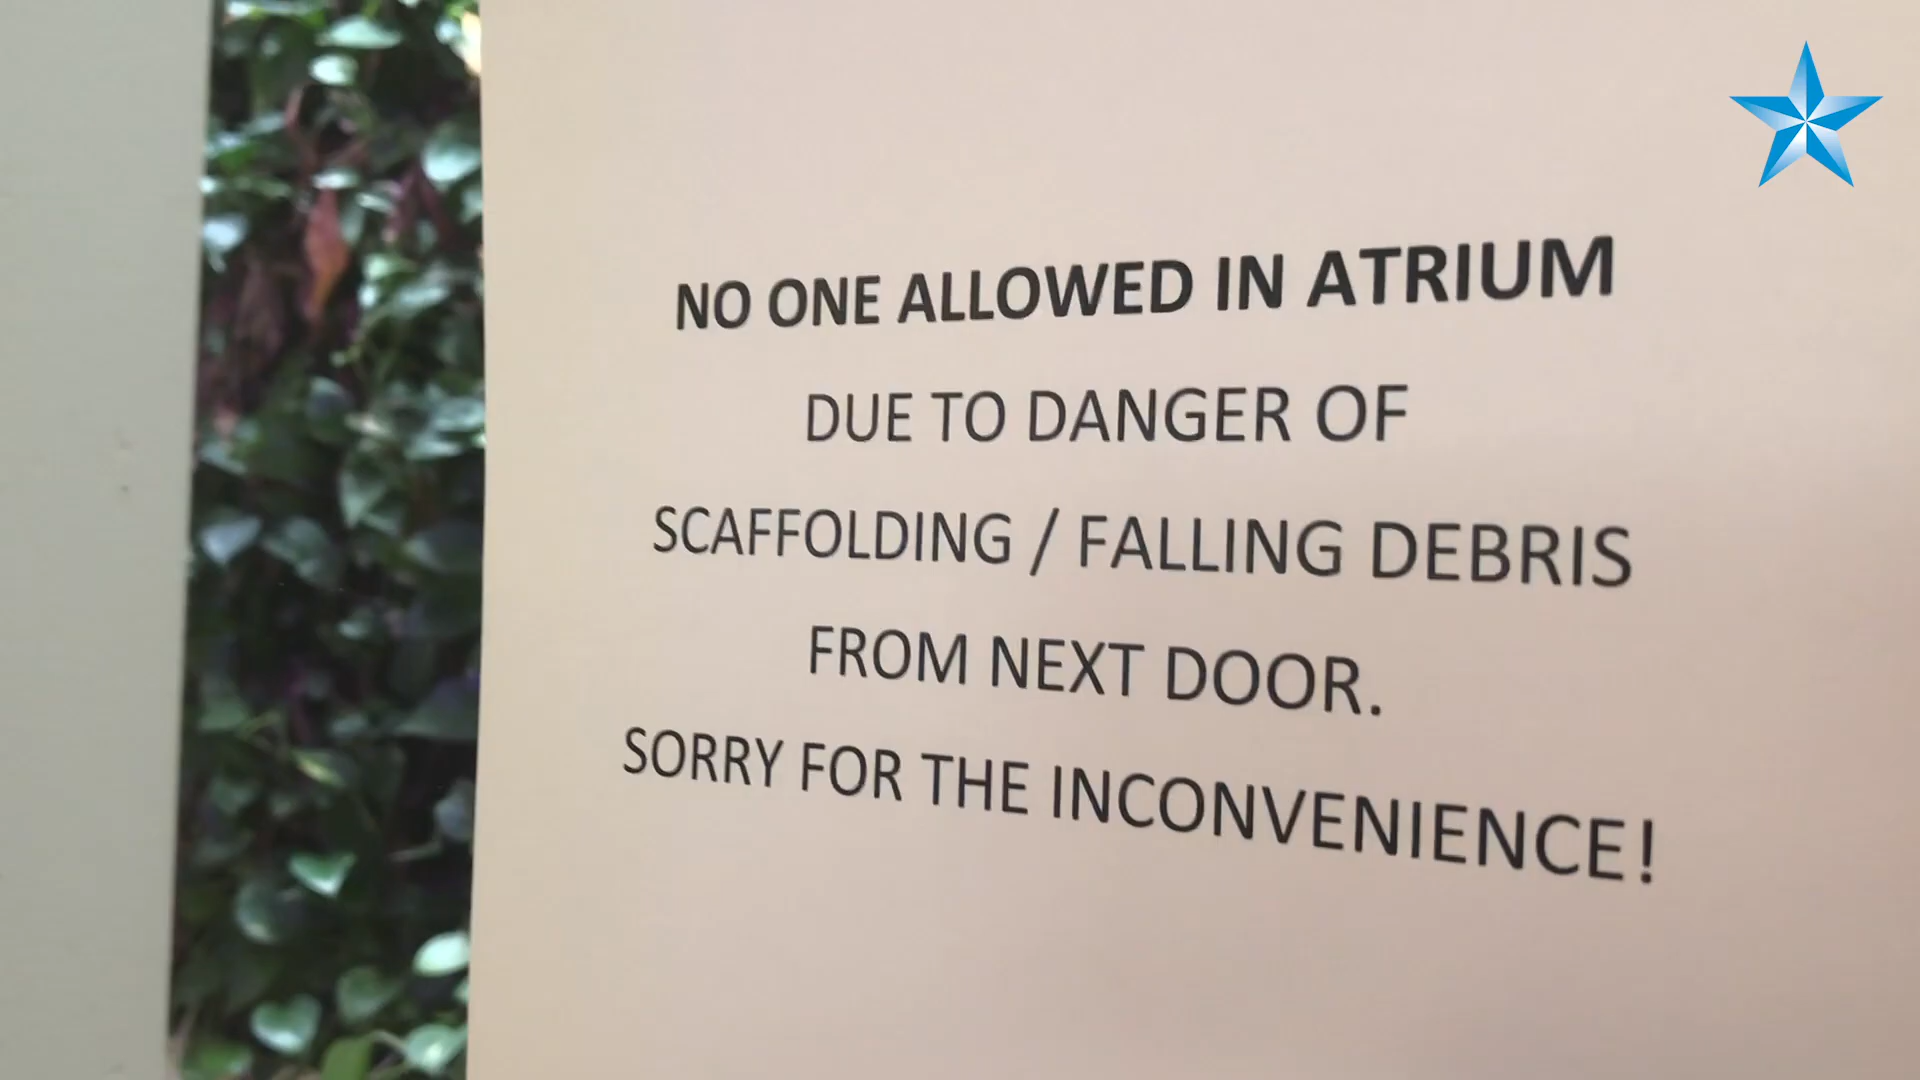 NO ONE ALLOWED IN ATRIUM
DUE TO DANGER OF
SCAFFOLDING / FALLING DEBRIS
FROM NEXT DOOR.
SORRY FOR THE INCONVENIENCE!